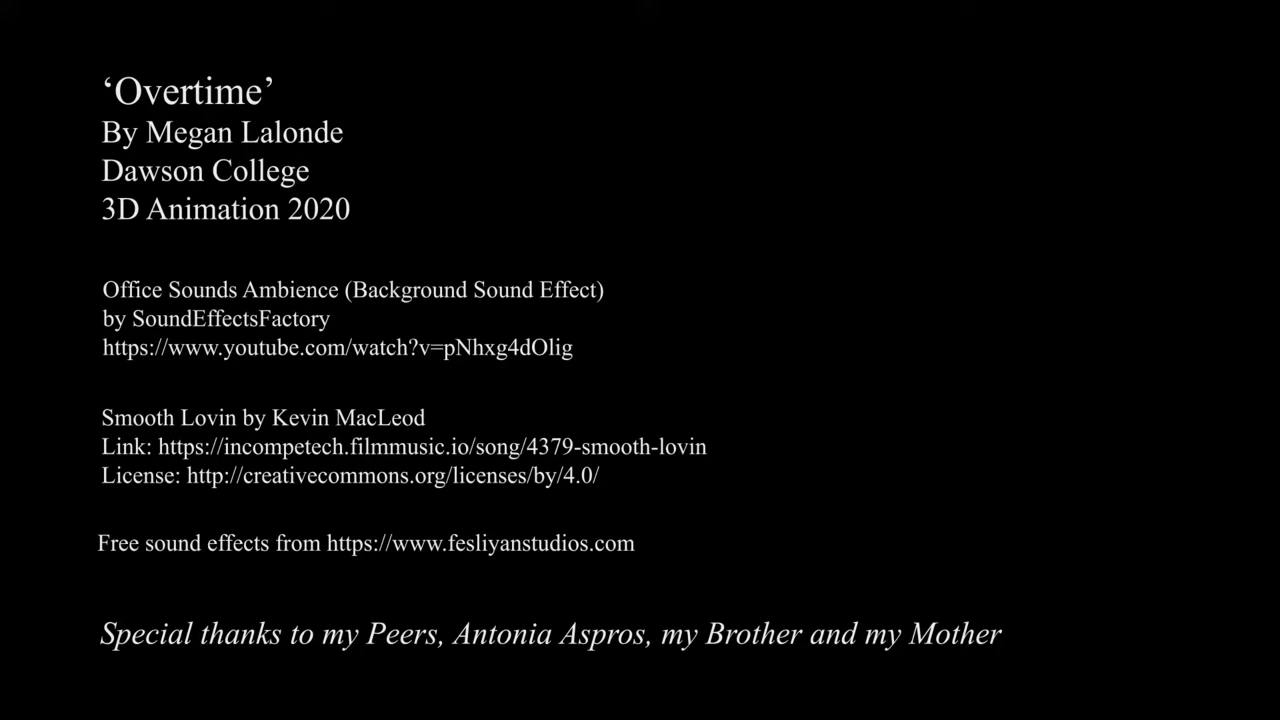 ‘Overtime’
By Megan Lalonde
Dawson College
3D Animation 2020
Office Sounds Ambience (Background Sound Effect)
by SoundEffectsFactory
https://www.youtube.com/watch?v=pNhxg4dOlig
Smooth Lovin by Kevin MacLeod
Link: https://incompetech.filmmusic.io/song/4379-smooth-lovin
License: http://creativecommons.org/licenses/by/4.0/
Free sound effects from https://www.fesliyanstudios.com
Special thanks to my Peers, Antonia Aspros, my Brother and my Mother